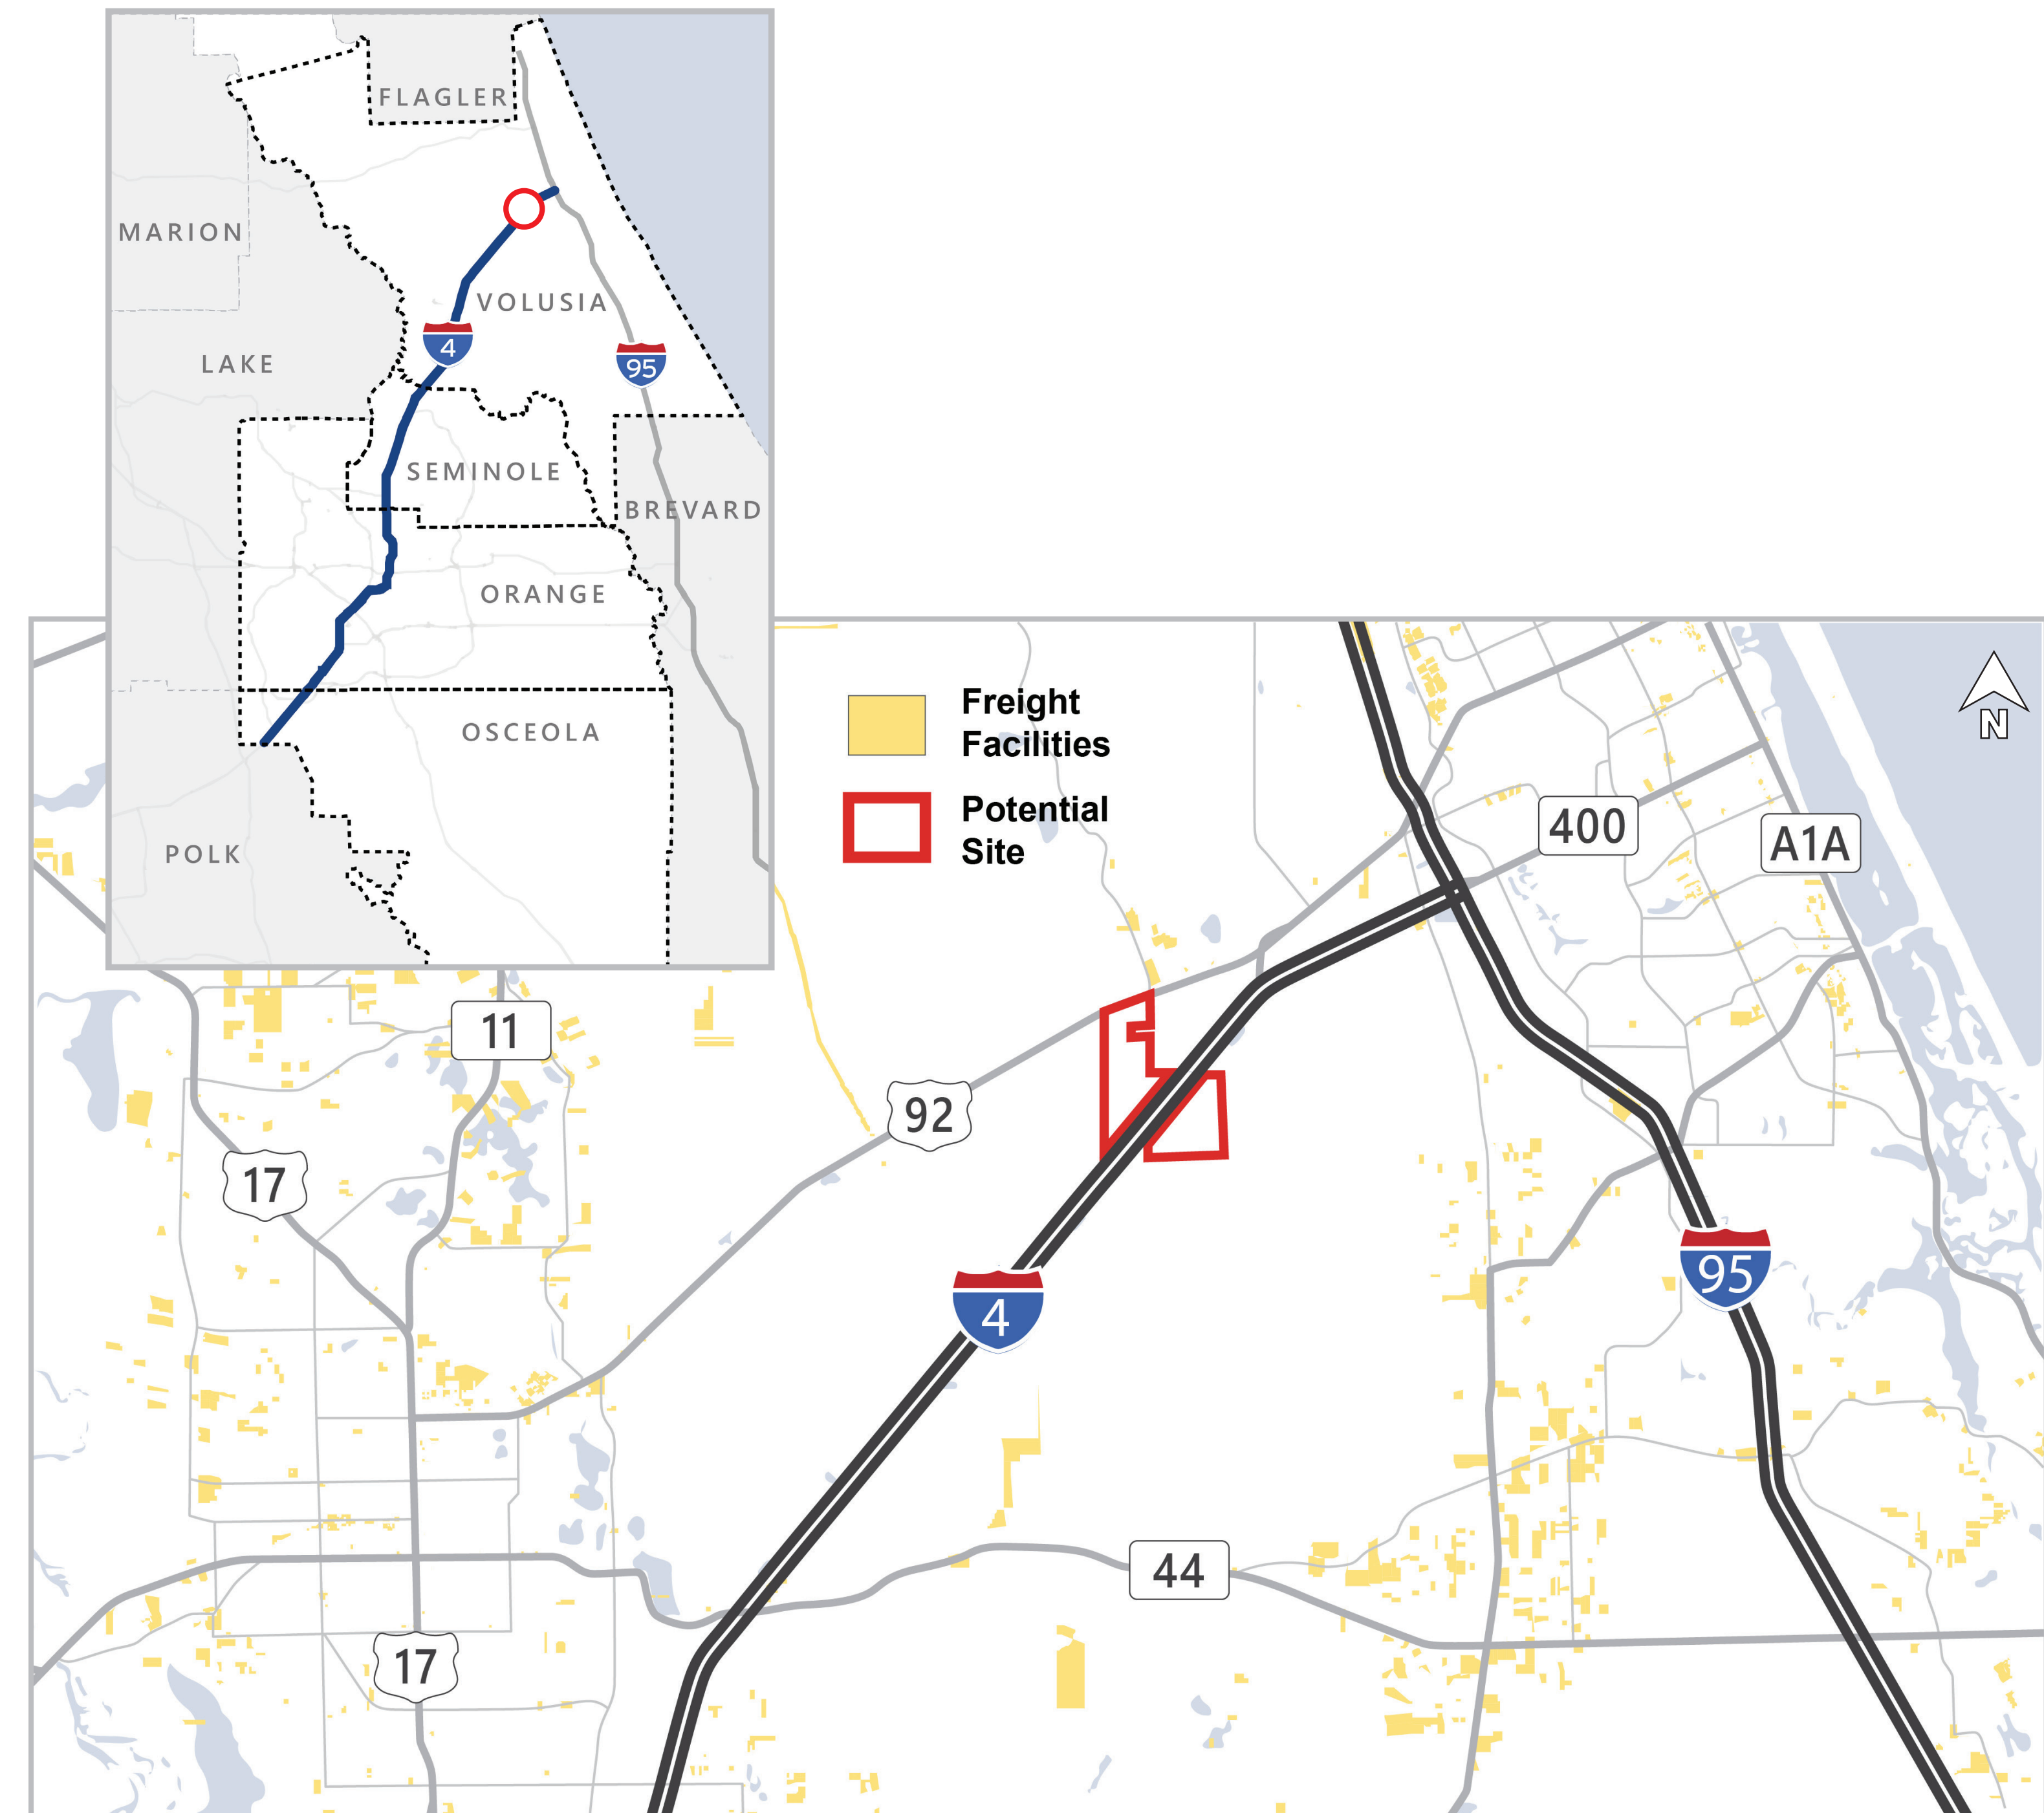 FLAGLER
MARION
VOLUSIA
4
LAKE
95
SEMINOLE
BREVARD
ORANGE
OSCEOLA
POLK
Freight
Facilities
Potential
Site
N
400
A1A
11
92
17
95
4
44
17